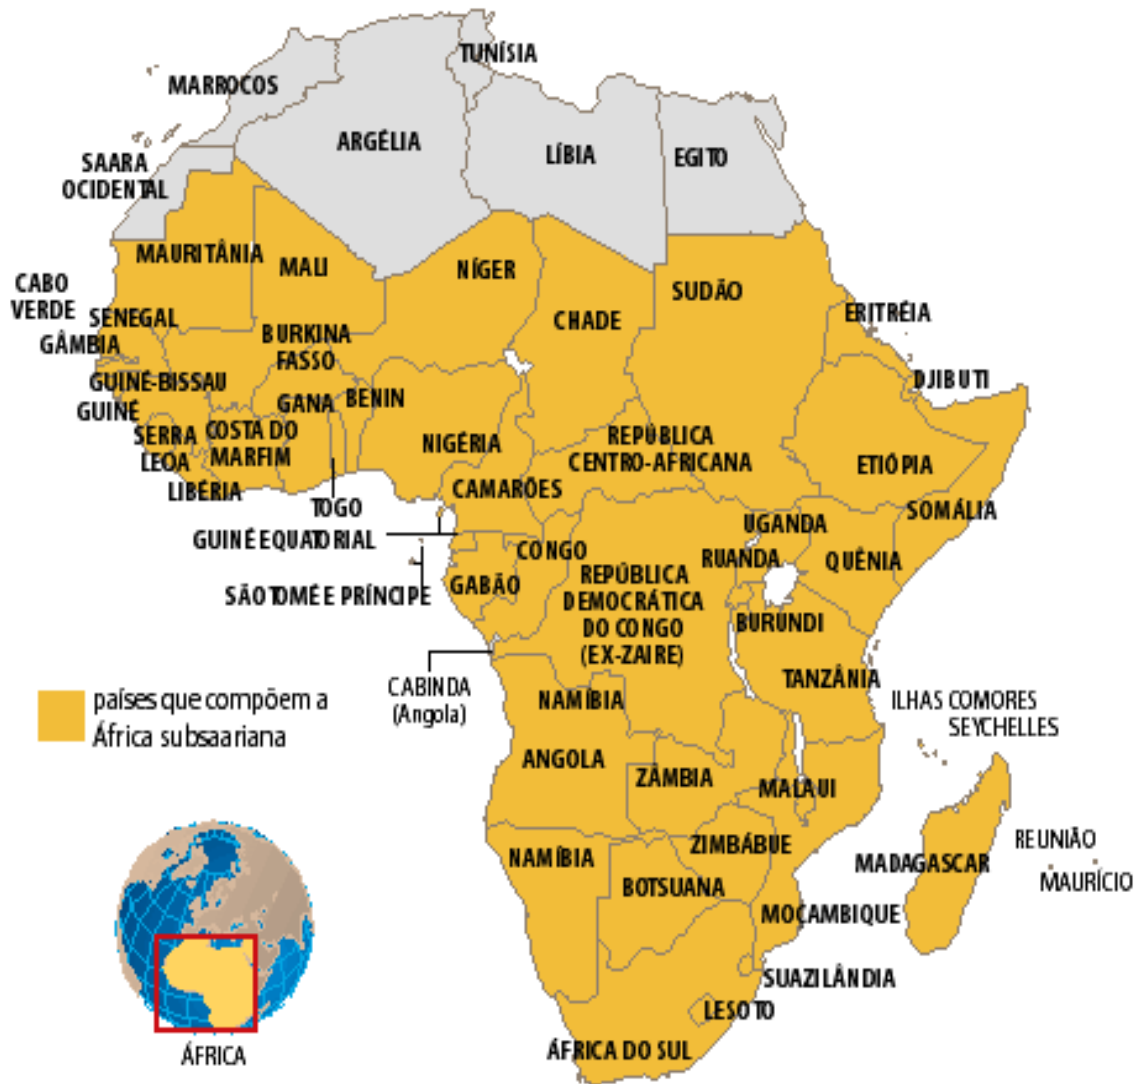 TUNÍSIA
MARROCOS
ARGÉLIA
LÍBIA
EGITO
SAARA
OCIDENTAL
MAURITÂNIA
MALI
NÍGER
CHADE
SUDÃO
CABO
VERDE
SENEGAL
GÂMBIA
BURKINA
FASSO
ERITRÉIA
GUINÉ-BISSAU
GUINÉ
GANA
BENIN
DJIBUTI
SERRA
LEOA
COSTA DO
MARFIM
NIGÉRIA
REPÚBLICA
CENTRO-AFRICANA
ETIÓPIA
LIBÉRIA
TOGO
CAMARÕES
SOMÁLIA
GUINÉ EQUATORIAL
UGANDA
CONGO
RUANDA
QUÊNIA
GABÃO
SÃO TOMÉ E PRÍNCIPE
REPÚBLICA
DEMOCRÁTICA
DO CONGO
(EX-ZAIRE)
BURUNDI
TANZÂNIA
CABINDA
(Angola)
NAMÍBIA
ILHAS COMORES
SEYCHELLES
países que compõem a
África subsaariana
ANGOLA
ZÂMBIA
MALAUI
NAMÍBIA
ZIMBÁBUE
BOTSUANA
MADAGASCAR
REUNIÃO
MAURÍCIO
MOÇAMBIQUE
SUAZILÂNDIA
LESOTO
ÁFRICA DO SUL
ÁFRICA